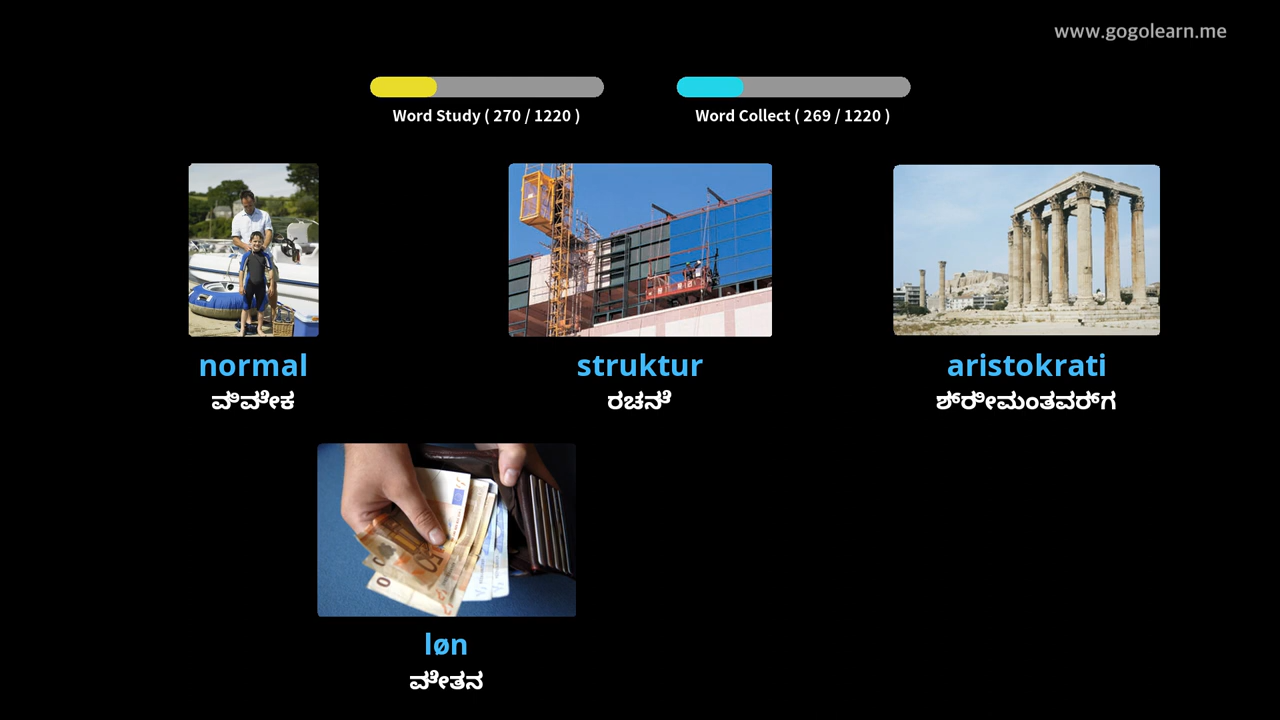 www.gogolearn.me
Word Study ( 270 / 1220 )
Word Collect ( 269 / 1220 )
normal
ವಿವೇಕ
struktur
ರಚನೆ
aristokrati
ಶ್ರೀಮಂತವರ್ಗ
løn
ವೇತನ